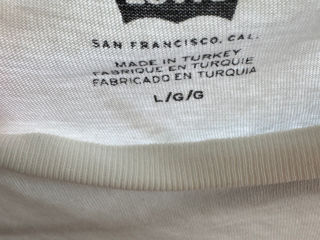 SAN FRANCISCO, CAL.
MADE IN TURKEY
FABRIQUE EN TURQUIE
FABRICADO EN TURQUIA
L/G/G